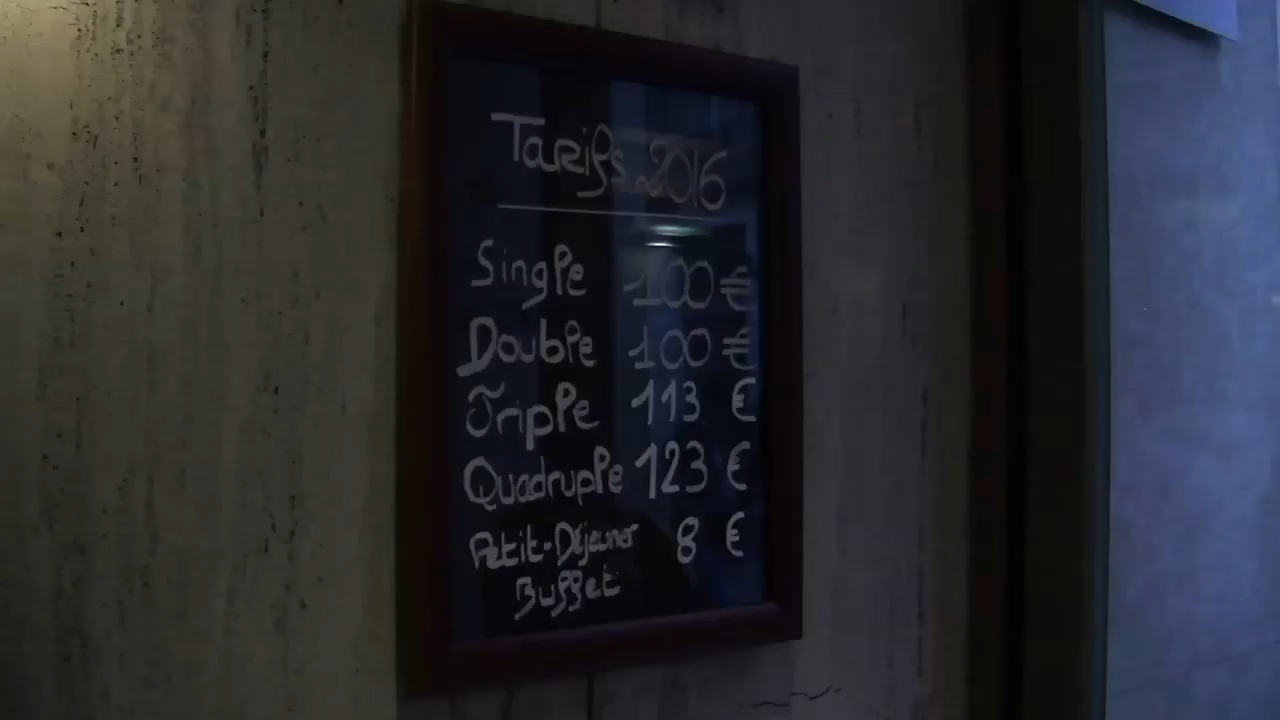 Tarifs 2016
Single 100 €
Double 100 €
Triple 113 €
Quadruple 123 €
Petit-Déjeuner 8 €
Buffet